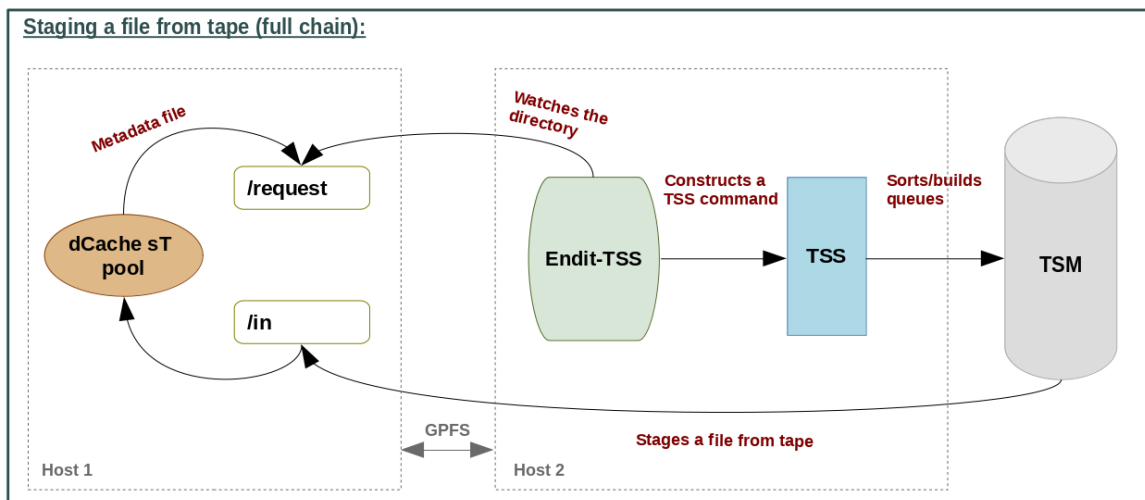 Staging a file from tape (full chain):
Metadata file
Watches the
directory
/request
Constructs a
TSS command
Sorts/builds
queues
dCache sT
pool
Endit-TSS
TSS
TSM
/in
GPFS
Stages a file from tape
Host 1
Host 2